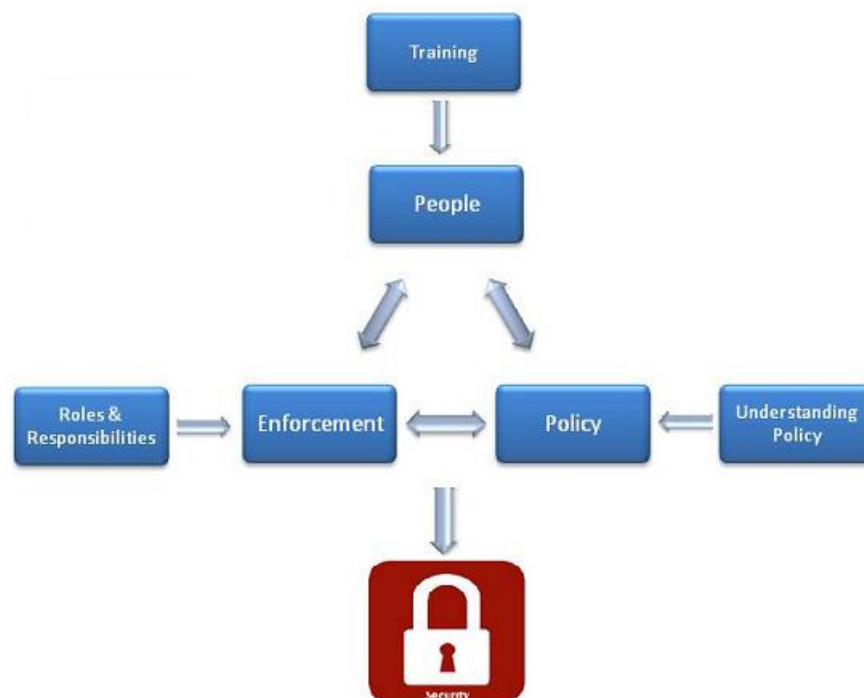 Training
People
Roles &
Responsibilities
Enforcement
Policy
Understanding
Policy
Security